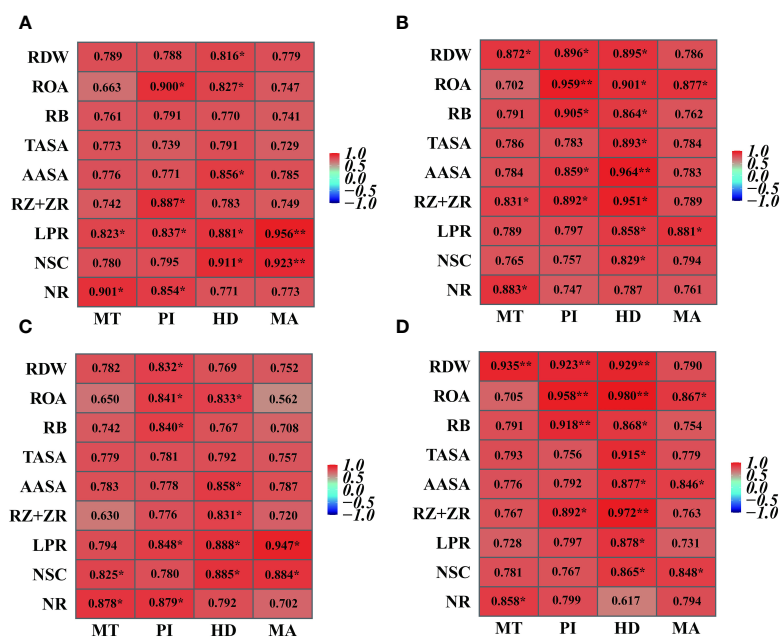 A
RDW 0.789 0.788 0.816* 0.779
ROA 0.663 0.900* 0.827* 0.747
RB 0.761 0.791 0.770 0.741
TASA 0.773 0.739 0.791 0.729
AASA 0.776 0.771 0.856* 0.785
RZ+ZR 0.742 0.887* 0.783 0.749
LPR 0.823* 0.837* 0.881* 0.956**
NSC 0.780 0.795 0.911* 0.923**
NR 0.901* 0.854* 0.771 0.773
MT PI HD MA
1.0
0.5
0.0
−0.5
−1.0
B
RDW 0.872* 0.896* 0.895* 0.786
ROA 0.702 0.959** 0.901* 0.877*
RB 0.791 0.905* 0.864* 0.762
TASA 0.786 0.783 0.893* 0.784
AASA 0.784 0.859* 0.964** 0.783
RZ+ZR 0.831* 0.892* 0.951* 0.789
LPR 0.789 0.797 0.858* 0.881*
NSC 0.765 0.757 0.829* 0.794
NR 0.883* 0.747 0.787 0.761
MT PI HD MA
1.0
0.5
0.0
−0.5
−1.0
C
RDW 0.782 0.832* 0.769 0.752
ROA 0.650 0.841* 0.833* 0.562
RB 0.742 0.840* 0.767 0.708
TASA 0.779 0.781 0.792 0.757
AASA 0.783 0.778 0.858* 0.787
RZ+ZR 0.630 0.776 0.831* 0.720
LPR 0.794 0.848* 0.888* 0.947*
NSC 0.825* 0.780 0.885* 0.884*
NR 0.878* 0.879* 0.792 0.702
MT PI HD MA
1.0
0.5
0.0
−0.5
−1.0
D
RDW 0.935** 0.923** 0.929** 0.790
ROA 0.705 0.958** 0.980** 0.867*
RB 0.791 0.918** 0.868* 0.754
TASA 0.793 0.756 0.915* 0.779
AASA 0.776 0.792 0.877* 0.846*
RZ+ZR 0.767 0.892* 0.972** 0.763
LPR 0.728 0.797 0.878* 0.731
NSC 0.781 0.767 0.865* 0.848*
NR 0.858* 0.799 0.617 0.794
MT PI HD MA
1.0
0.5
0.0
−0.5
−1.0